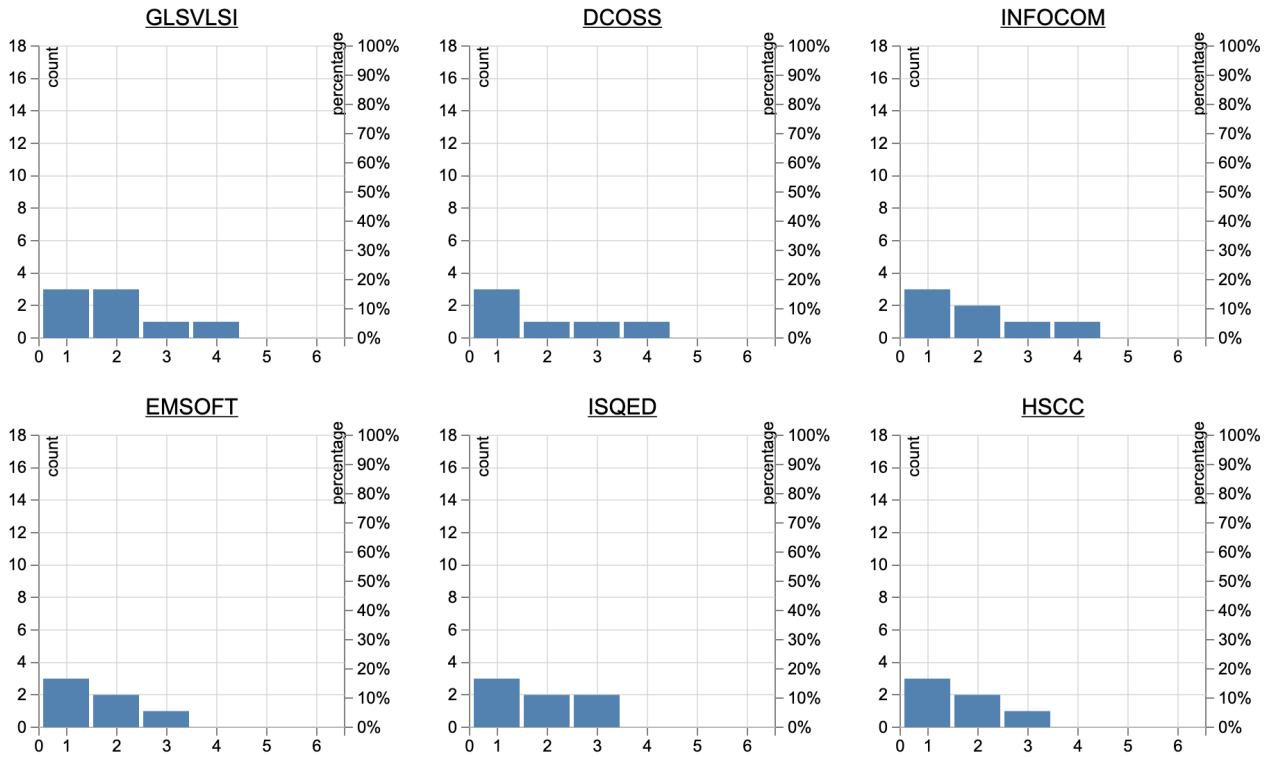 GLSVLSI DCOSS INFOCOM
18 count percentage 100% 18 count percentage 100% 18 count percentage 100%
16 90% 16 90% 16 90%
14 80% 14 80% 14 80%
12 70% 12 70% 12 70%
10 60% 10 60% 10 60%
8 50% 8 50% 8 50%
6 40% 6 40% 6 40%
4 30% 4 30% 4 30%
2 20% 2 20% 2 20%
0 10% 0 10% 0 10%
0% 0% 0%
0 1 2 3 4 5 6 0 1 2 3 4 5 6 0 1 2 3 4 5 6
EMSOFT ISQED HSCC
18 count percentage 100% 18 count percentage 100% 18 count percentage 100%
16 90% 16 90% 16 90%
14 80% 14 80% 14 80%
12 70% 12 70% 12 70%
10 60% 10 60% 10 60%
8 50% 8 50% 8 50%
6 40% 6 40% 6 40%
4 30% 4 30% 4 30%
2 20% 2 20% 2 20%
0 10% 0 10% 0 10%
0% 0% 0%
0 1 2 3 4 5 6 0 1 2 3 4 5 6 0 1 2 3 4 5 6